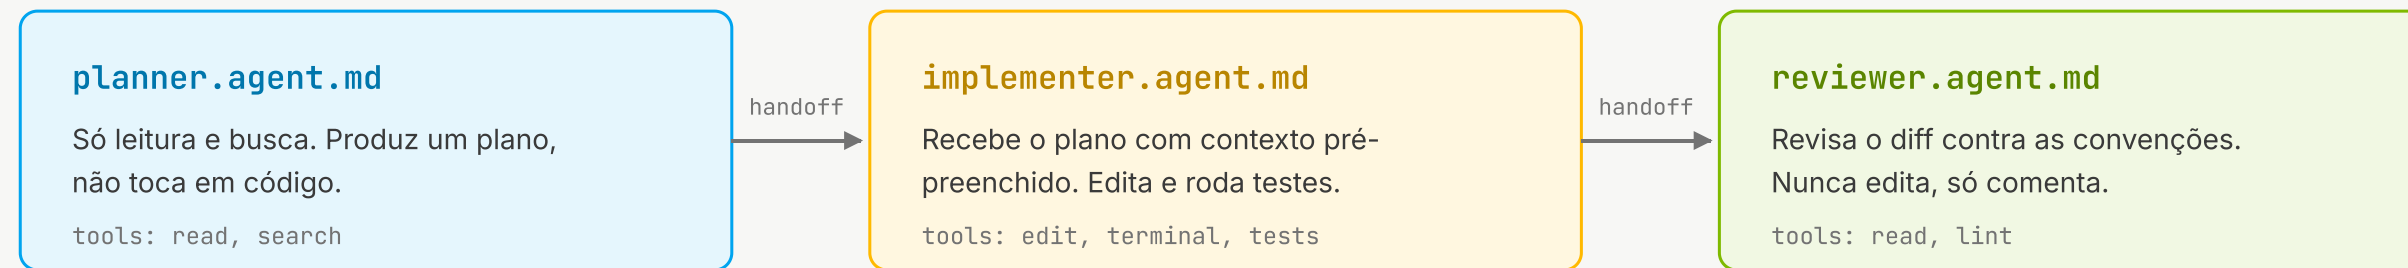 planner.agent.md
Só leitura e busca. Produz um plano,
não toca em código.
tools: read, search
handoff
implementer.agent.md
Recebe o plano com contexto pré-
preenchido. Edita e roda testes.
tools: edit, terminal, tests
handoff
reviewer.agent.md
Revisa o diff contra as convenções.
Nunca edita, só comenta.
tools: read, lint